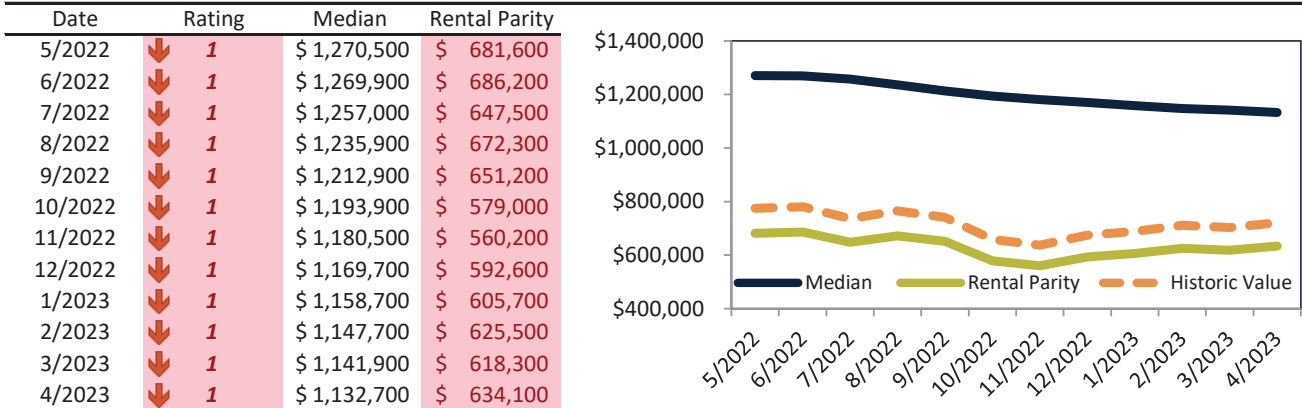 Date Rating Median Rental Parity
5/2022 1 $ 1,270,500 $ 681,600
6/2022 1 $ 1,269,900 $ 686,200
7/2022 1 $ 1,257,000 $ 647,500
8/2022 1 $ 1,235,900 $ 672,300
9/2022 1 $ 1,212,900 $ 651,200
10/2022 1 $ 1,193,900 $ 579,000
11/2022 1 $ 1,180,500 $ 560,200
12/2022 1 $ 1,169,700 $ 592,600
1/2023 1 $ 1,158,700 $ 605,700
2/2023 1 $ 1,147,700 $ 625,500
3/2023 1 $ 1,141,900 $ 618,300
4/2023 1 $ 1,132,700 $ 634,100
$1,400,000
$1,200,000
$1,000,000
$800,000
$600,000
$400,000
Median Rental Parity Historic Value
5/2022 6/2022 7/2022 8/2022 9/2022 10/2022 11/2022 12/2022 1/2023 2/2023 3/2023 4/2023